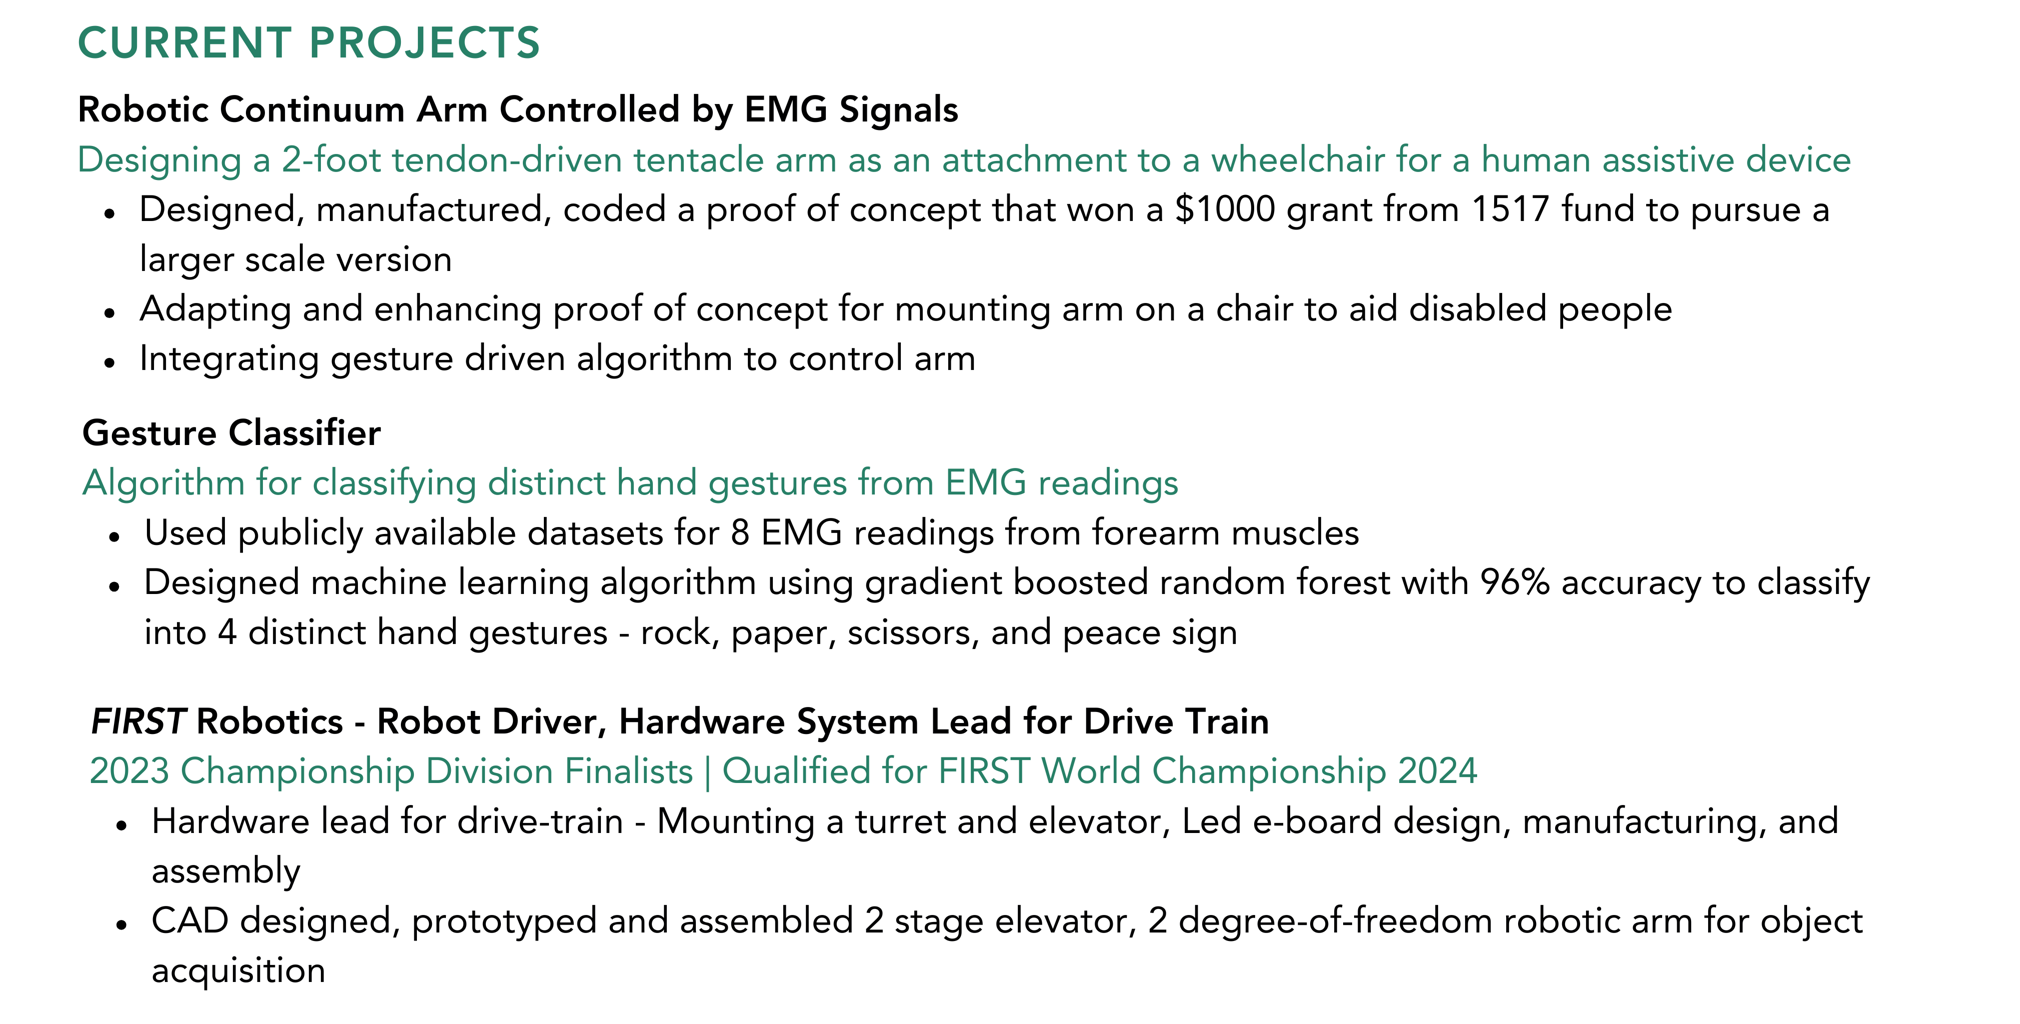 CURRENT PROJECTS
Robotic Continuum Arm Controlled by EMG Signals
Designing a 2-foot tendon-driven tentacle arm as an attachment to a wheelchair for a human assistive device
• Designed, manufactured, coded a proof of concept that won a $1000 grant from 1517 fund to pursue a
larger scale version
• Adapting and enhancing proof of concept for mounting arm on a chair to aid disabled people
• Integrating gesture driven algorithm to control arm
Gesture Classifier
Algorithm for classifying distinct hand gestures from EMG readings
• Used publicly available datasets for 8 EMG readings from forearm muscles
• Designed machine learning algorithm using gradient boosted random forest with 96% accuracy to classify
into 4 distinct hand gestures - rock, paper, scissors, and peace sign
FIRST Robotics - Robot Driver, Hardware System Lead for Drive Train
2023 Championship Division Finalists | Qualified for FIRST World Championship 2024
• Hardware lead for drive-train - Mounting a turret and elevator, Led e-board design, manufacturing, and
assembly
• CAD designed, prototyped and assembled 2 stage elevator, 2 degree-of-freedom robotic arm for object
acquisition